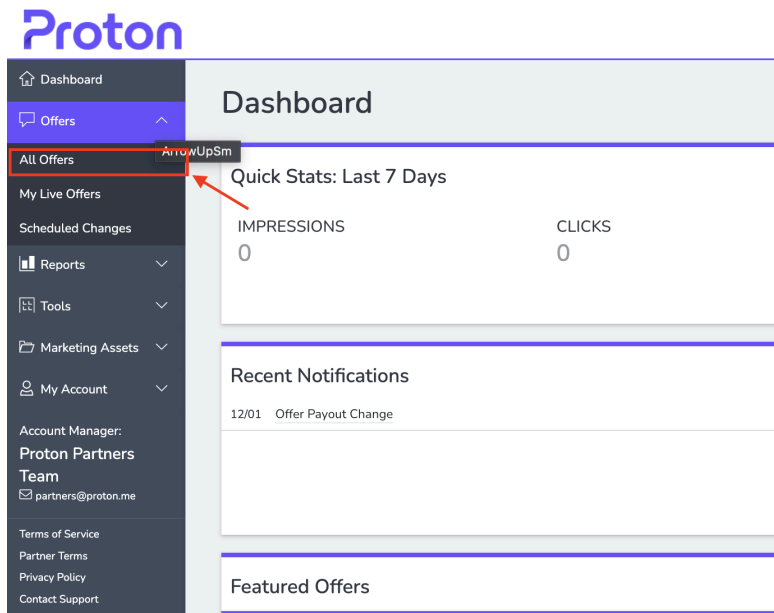 Proton
Dashboard
Offers
All Offers
My Live Offers
Scheduled Changes
Reports
Tools
Marketing Assets
My Account
Account Manager:
Proton Partners
Team
partners@proton.me
Terms of Service
Partner Terms
Privacy Policy
Contact Support
ArrowUpSm
Dashboard
Quick Stats: Last 7 Days
IMPRESSIONS CLICKS
0 0
Recent Notifications
12/01 Offer Payout Change
Featured Offers